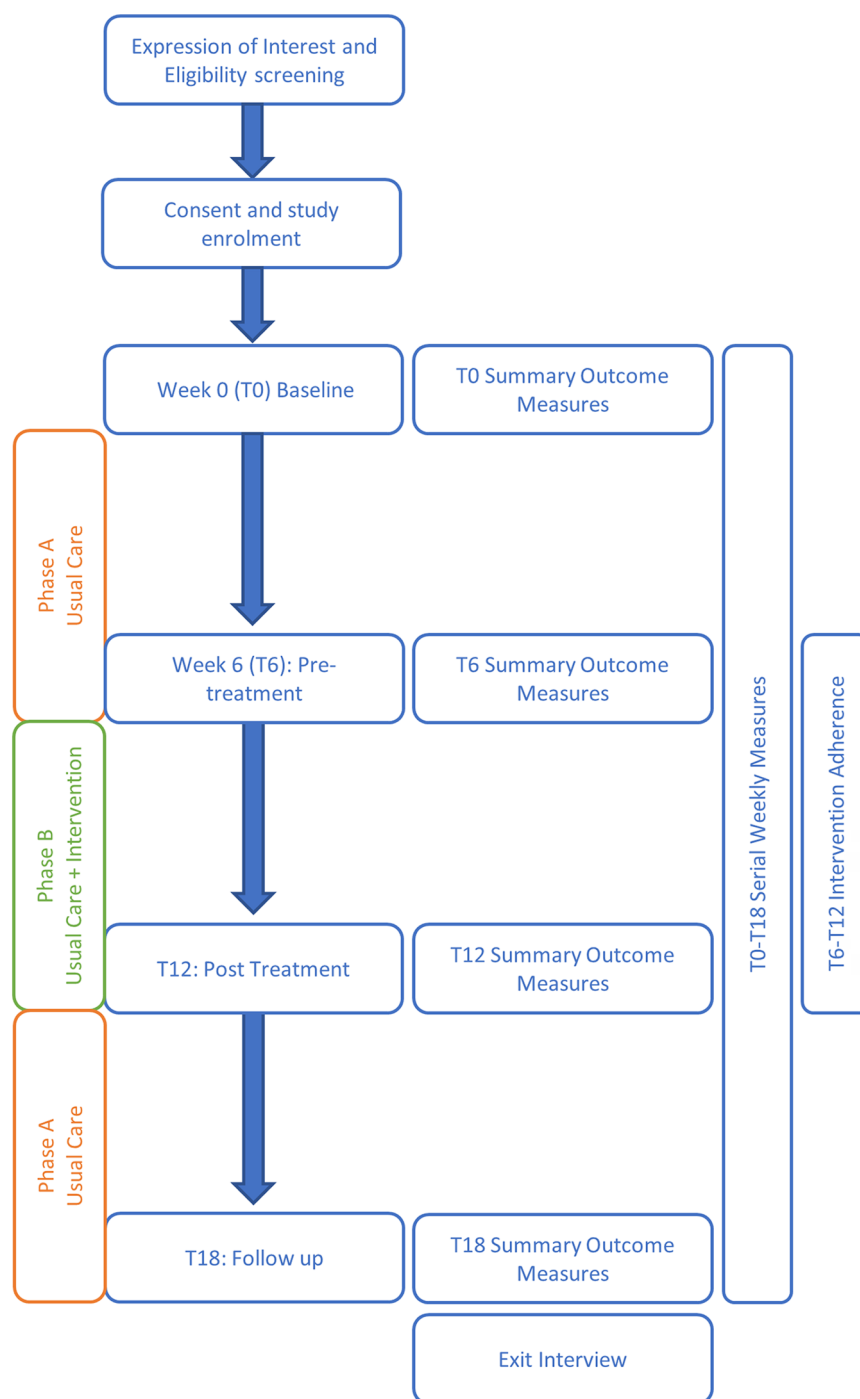 Expression of Interest and
Eligibility screening
Consent and study
enrolment
Week 0 (T0) Baseline
T0 Summary Outcome
Measures
Phase A
Usual Care
Week 6 (T6): Pre-
treatment
T6 Summary Outcome
Measures
Phase B
Usual Care + Intervention
T12: Post Treatment
T12 Summary Outcome
Measures
Phase A
Usual Care
T18: Follow up
T18 Summary Outcome
Measures
Exit Interview
T0-T18 Serial Weekly Measures
T6-T12 Intervention Adherence